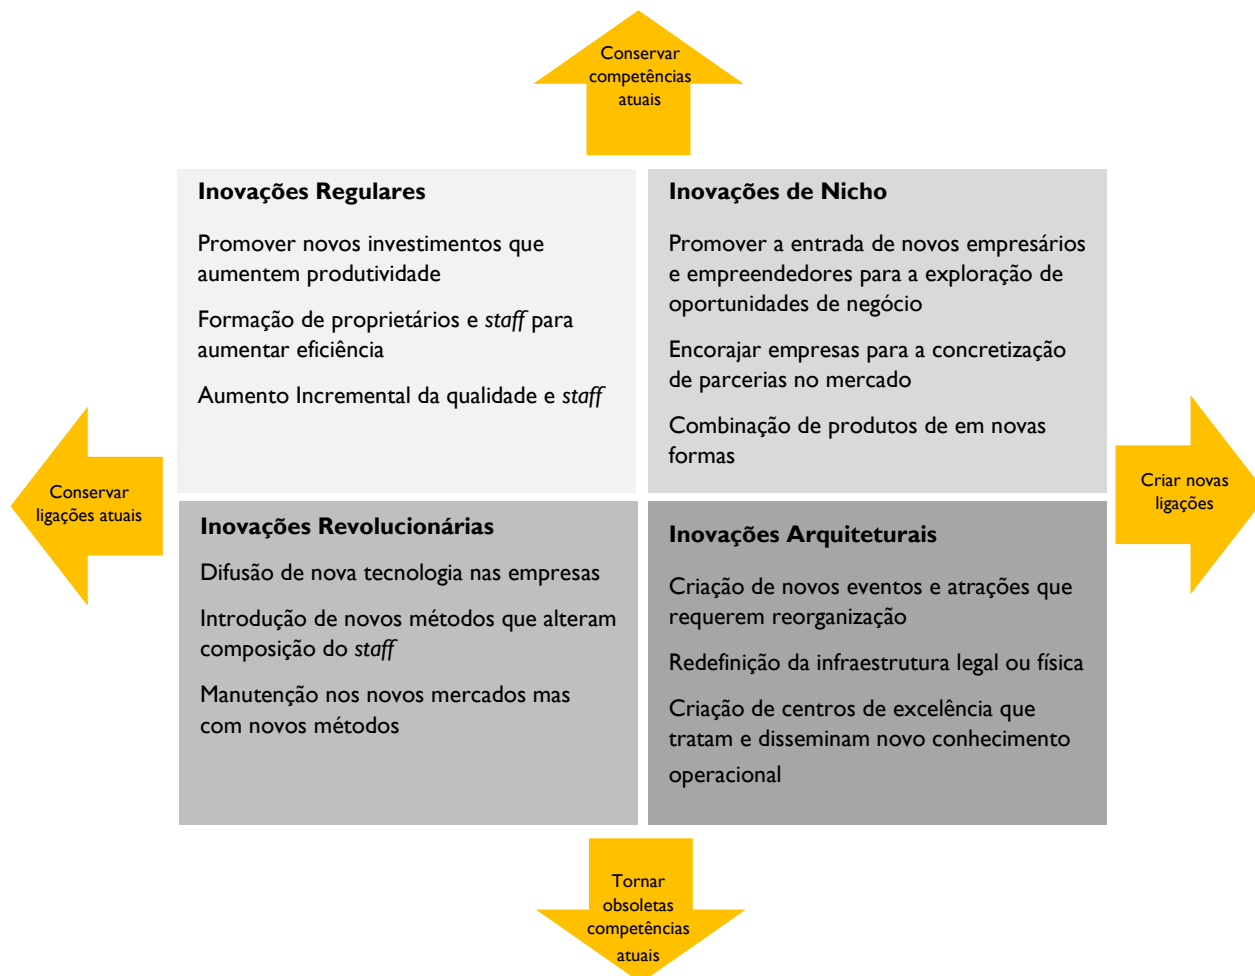 Conservar
competências
atuais
Inovações Regulares
Promover novos investimentos que
aumentem produtividade
Formação de proprietários e staff para
aumentar eficiência
Aumento Incremental da qualidade e staff
Inovações de Nicho
Promover a entrada de novos empresários
e empreendedores para a exploração de
oportunidades de negócio
Encorajar empresas para a concretização
de parcerias no mercado
Combinação de produtos de em novas
formas
Conservar
ligações atuais
Criar novas
ligações
Inovações Revolucionárias
Difusão de nova tecnologia nas empresas
Introdução de novos métodos que alteram
composição do staff
Manutenção nos novos mercados mas
com novos métodos
Inovações Arquiteturais
Criação de novos eventos e atrações que
requerem reorganização
Redefinição da infraestrutura legal ou física
Criação de centros de excelência que
tratam e disseminam novo conhecimento
operacional
Tornar
obsoletas
competências
atuais